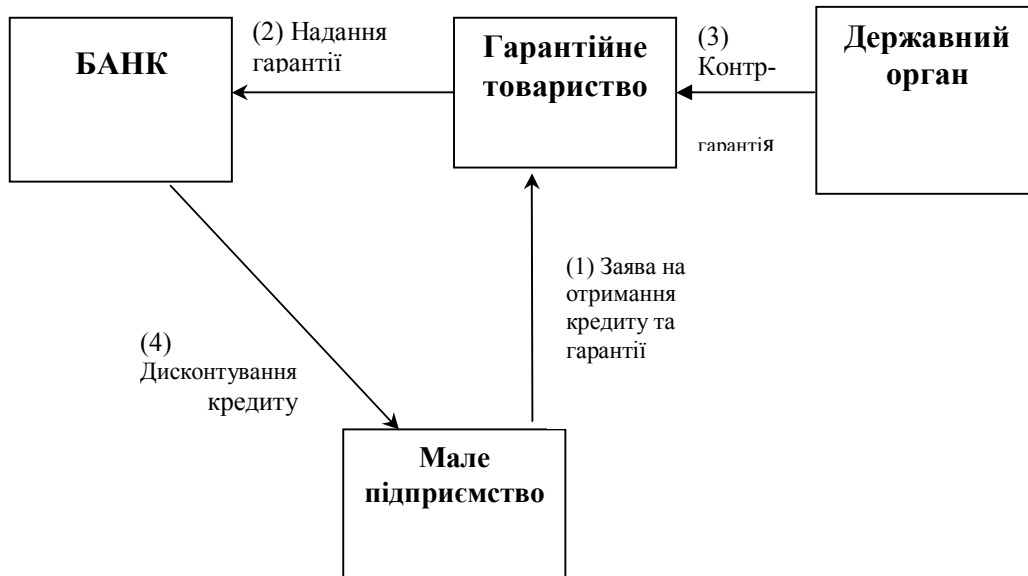 БАНК
(2) Надання
гарантії
Гарантійне
товариство
(3)
Контр-
гарантія
Державний
орган
(1) Заява на
отримання
кредиту та
гарантії
(4)
Дисконтування
кредиту
Мале
підприємство